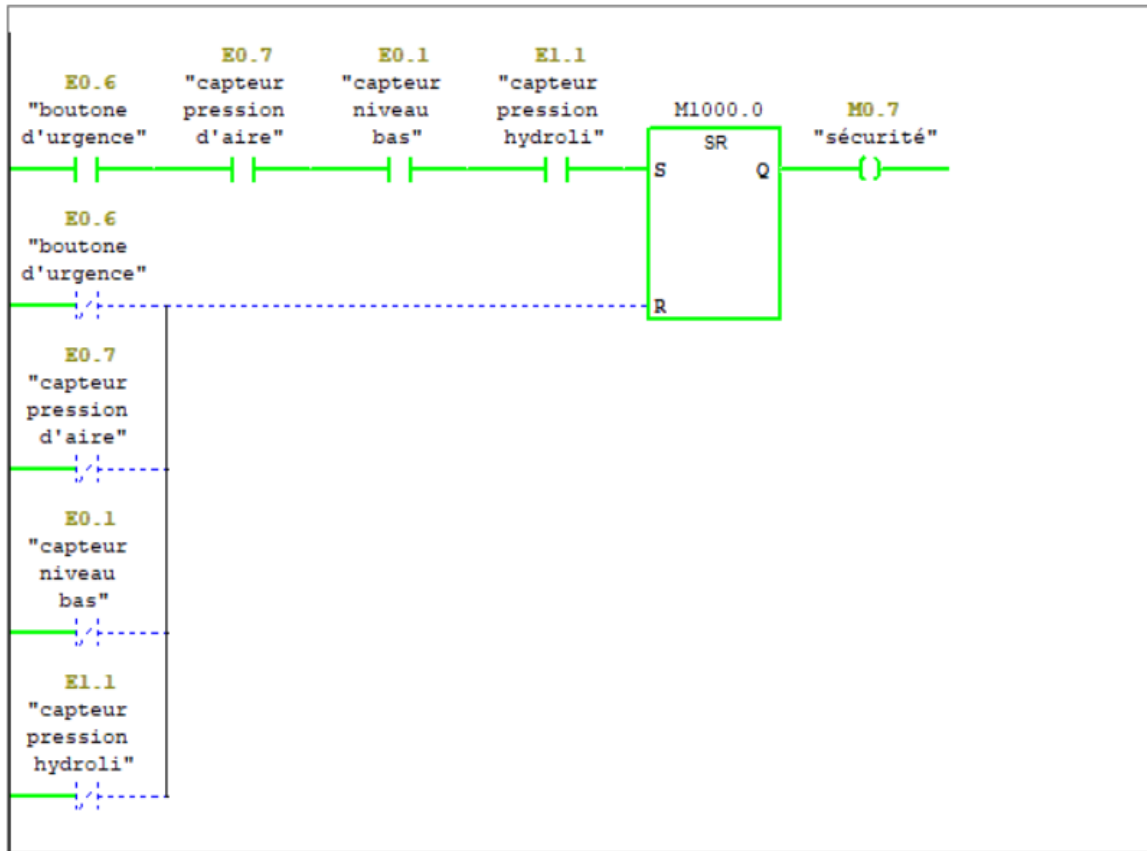 E0.7 E0.1 E1.1
E0.6 "capteur "capteur "capteur
"boutone pression niveau pression M1000.0 M0.7
d'urgence" d'aire" bas" hydroli" SR "sécurité"
S Q
E0.6
"boutone
d'urgence"
R
E0.7
"capteur
pression
d'aire"
E0.1
"capteur
niveau
bas"
E1.1
"capteur
pression
hydroli"